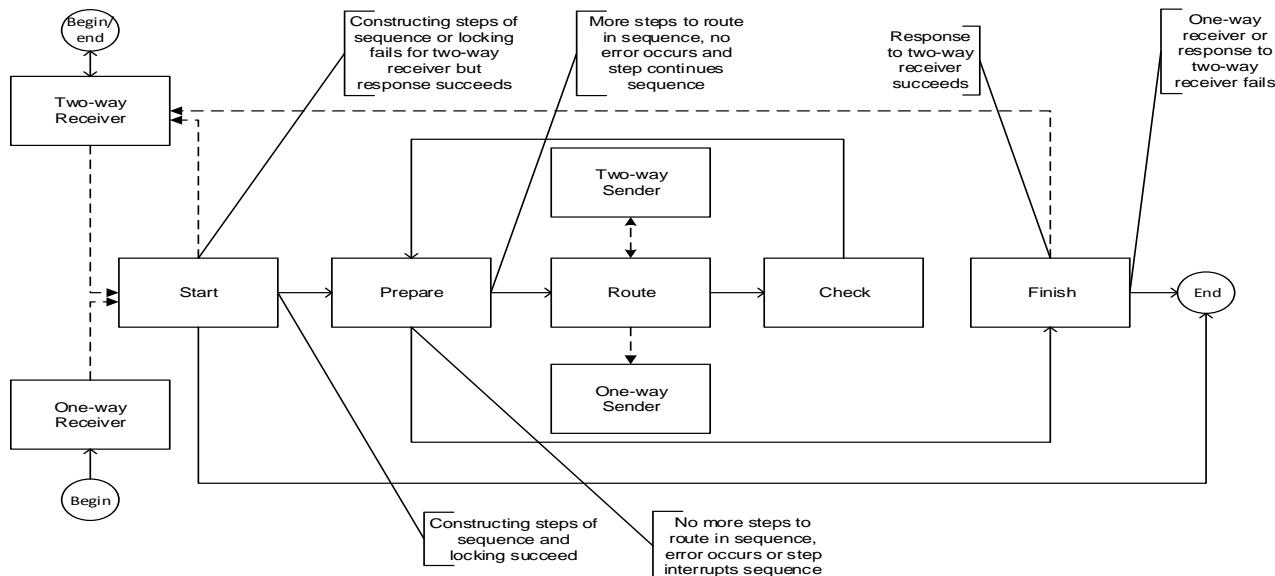 Begin/
end
Constructing steps of
sequence or locking
fails for two-way
receiver but
response succeeds
More steps to route
in sequence, no
error occurs and
step continues
sequence
Response
to two-way
receiver
succeeds
One-way
receiver or
response to
two-way
receiver fails
Two-way
Receiver
Two-way
Sender
Start
Prepare
Route
Check
Finish
End
One-way
Receiver
One-way
Sender
Begin
Constructing steps of
sequence and
locking succeed
No more steps to
route in sequence,
error occurs or step
interrupts sequence